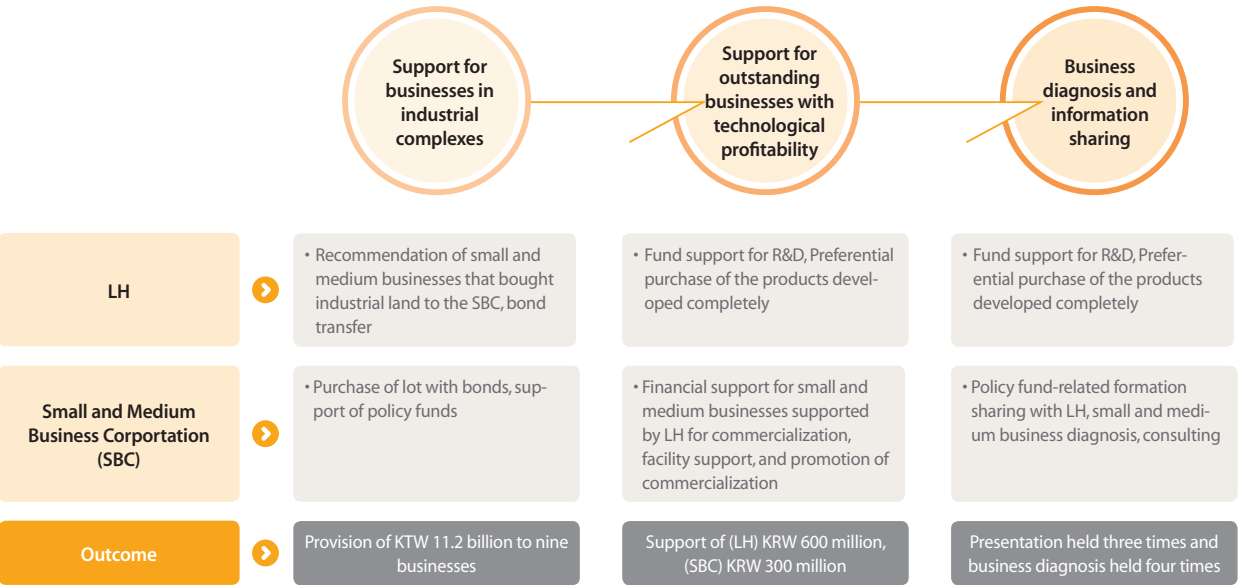 Support for
businesses in
industrial
complexes
Support for
outstanding
businesses with
technological
profitability
Business
diagnosis and
information
sharing
LH
• Recommendation of small and
medium businesses that bought
industrial land to the SBC, bond
transfer
• Fund support for R&D, Preferential
purchase of the products devel-
oped completely
• Fund support for R&D, Prefer-
ential purchase of the products
developed completely
Small and Medium
Business Corportation
(SBC)
• Purchase of lot with bonds, sup-
port of policy funds
• Financial support for small and
medium businesses supported
by LH for commercialization,
facility support, and promotion of
commercialization
• Policy fund-related formation
sharing with LH, small and medi-
um business diagnosis, consulting
Outcome
Provision of KTW 11.2 billion to nine
businesses
Support of (LH) KRW 600 million,
(SBC) KRW 300 million
Presentation held three times and
business diagnosis held four times